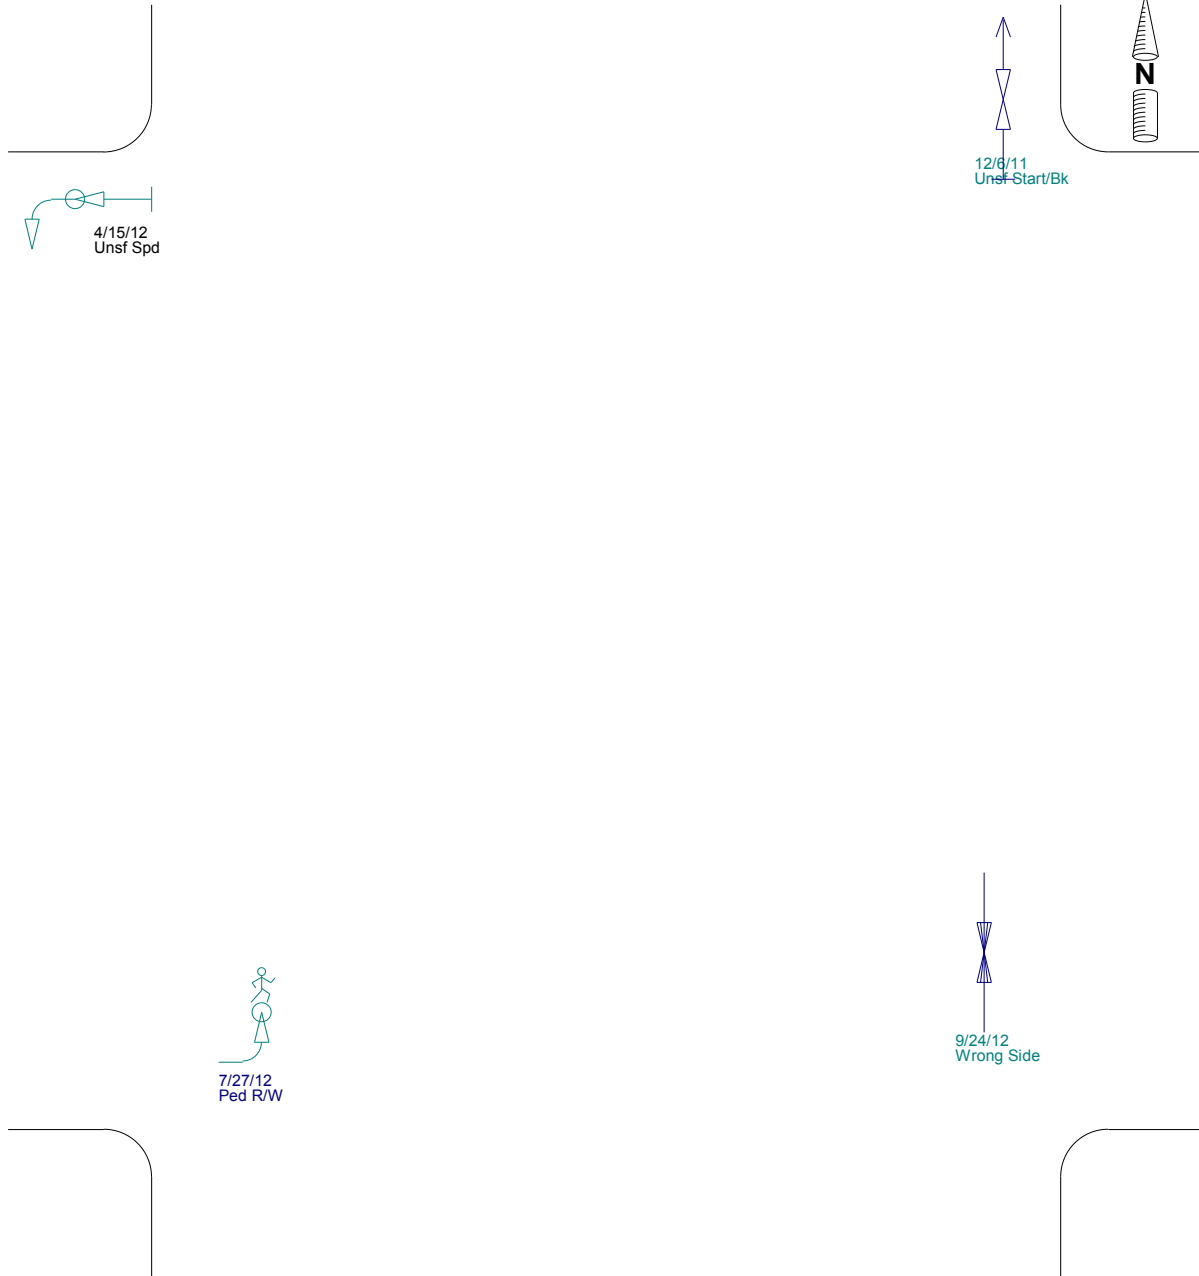 N
12/6/11
Unsf Start/Bk
4/15/12
Unsf Spd
9/24/12
Wrong Side
7/27/12
Ped R/W